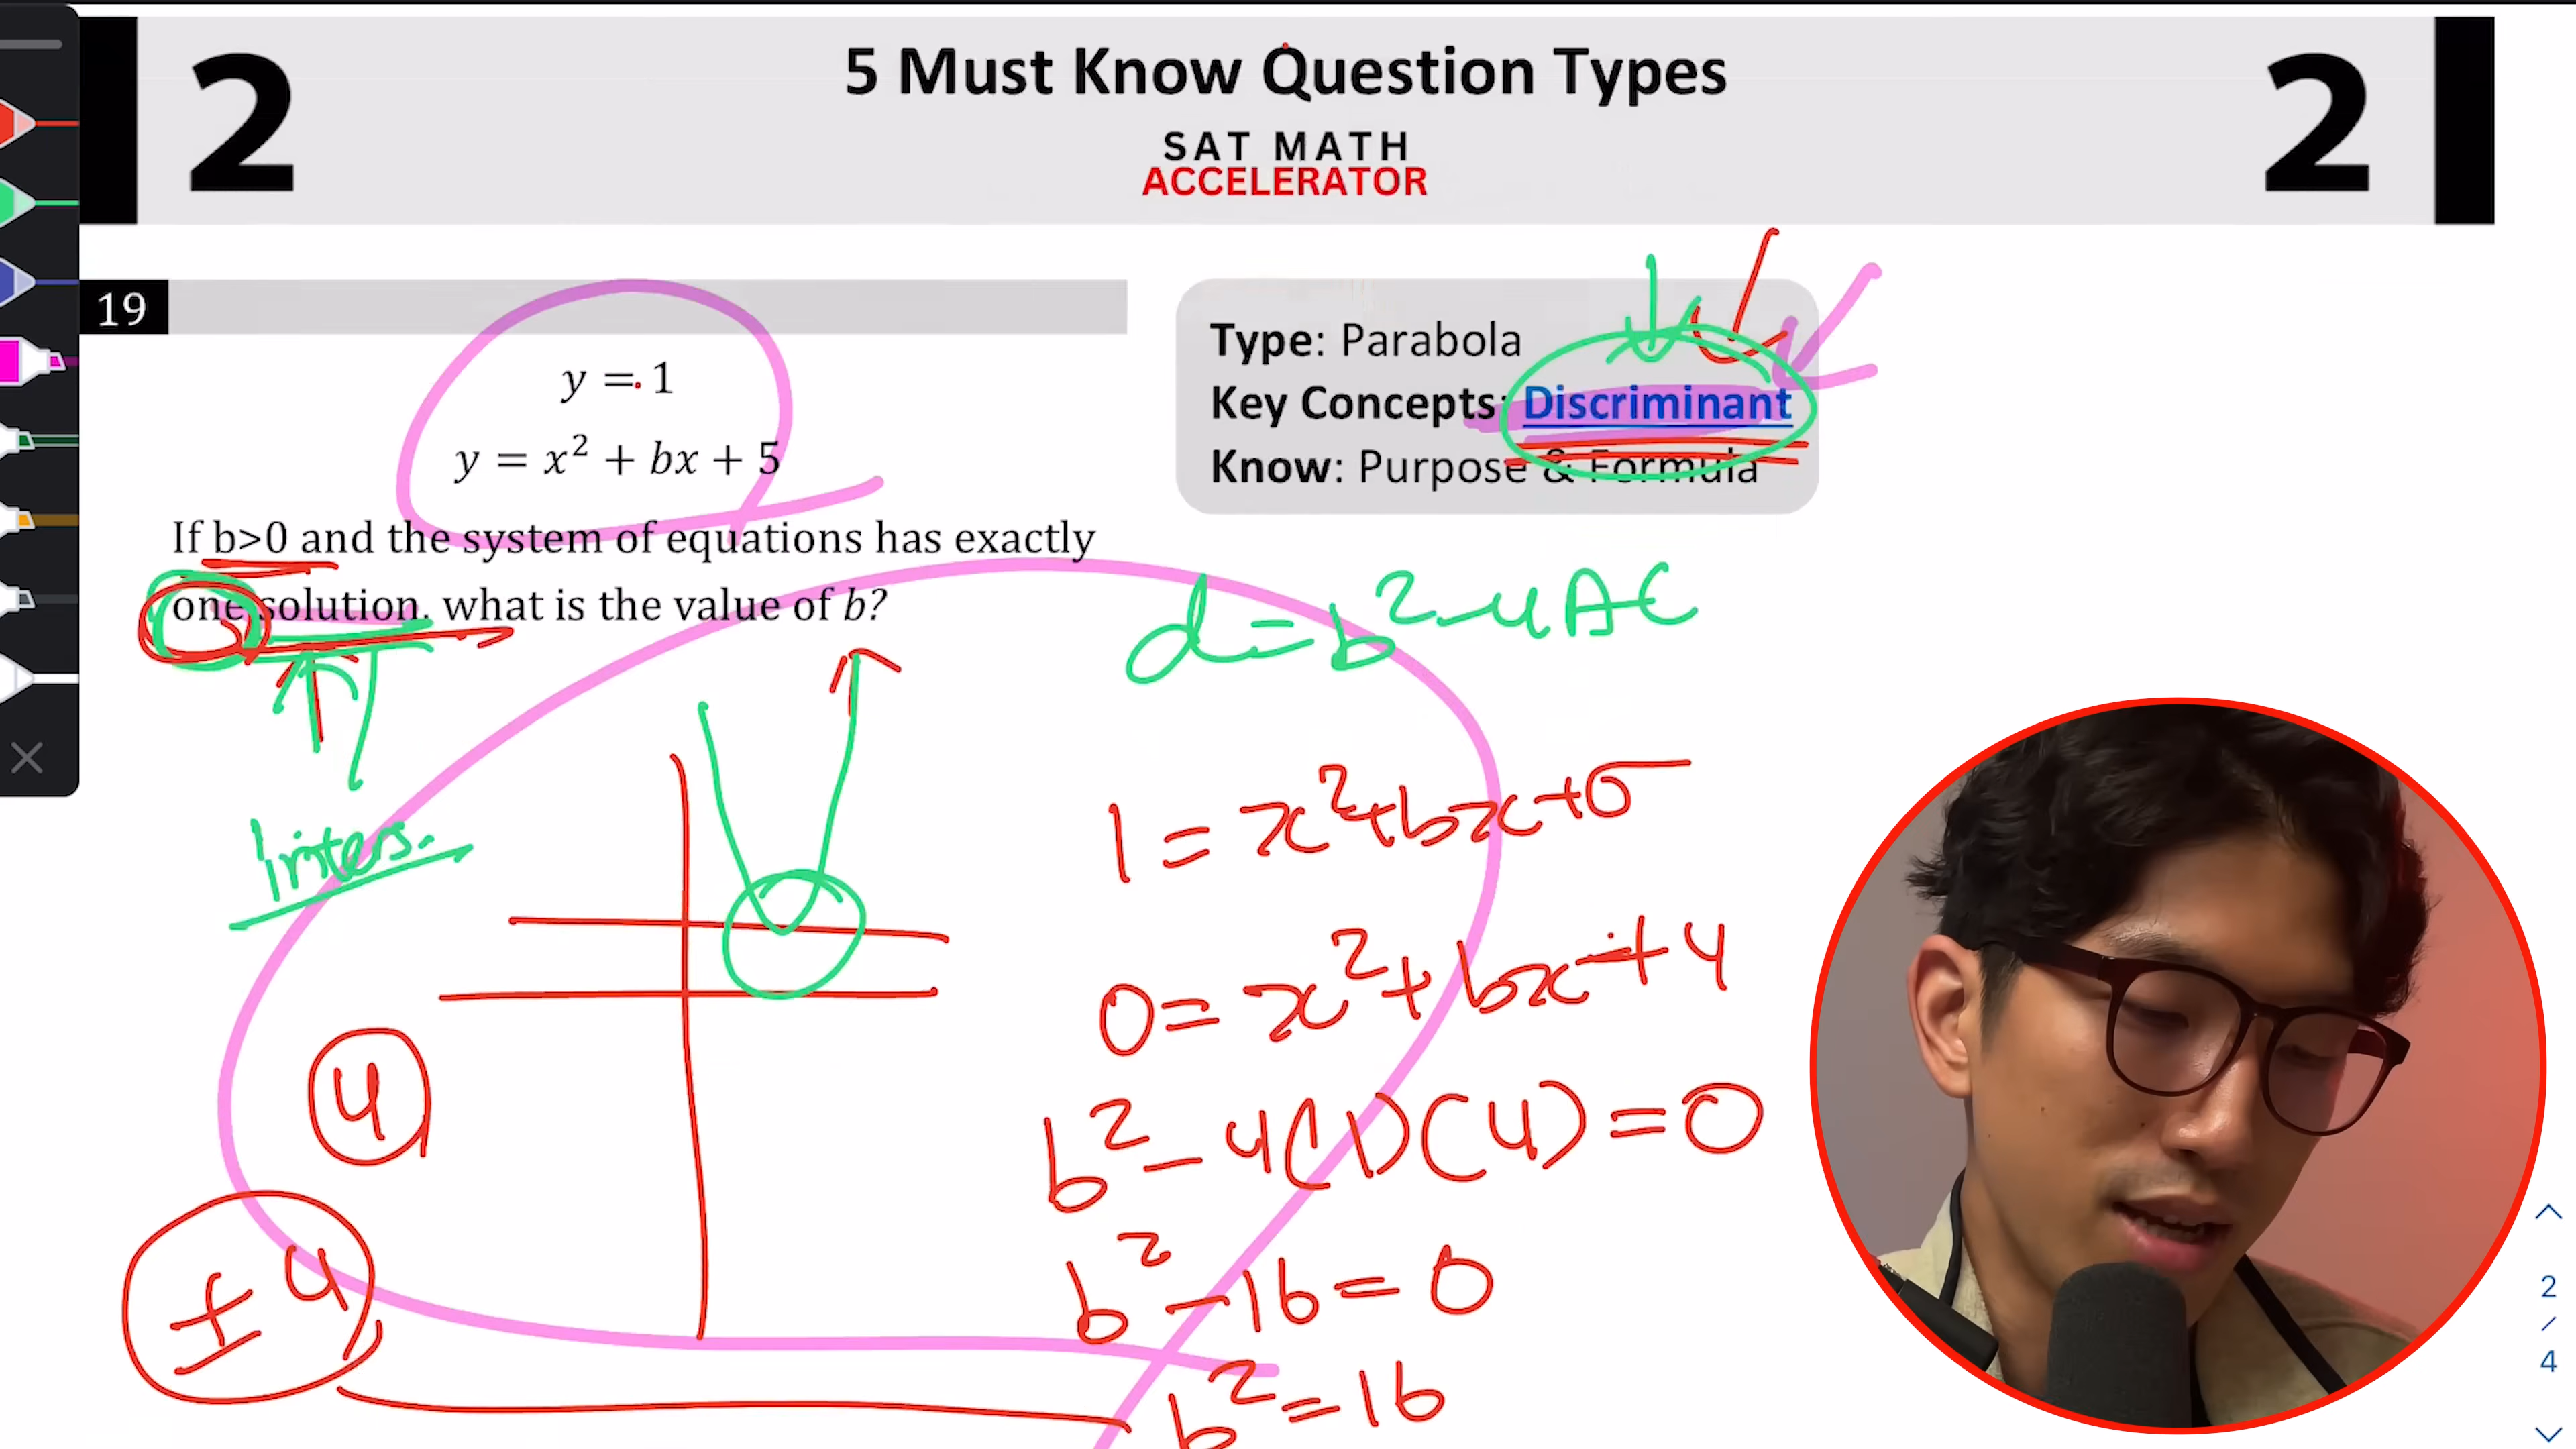 2 5 Must Know Question Types 2
SAT MATH
ACCELERATOR
19
y = 1
y = x² + bx + 5
If b>0 and the system of equations has exactly
one solution. what is the value of b?
Type: Parabola
Key Concepts: Discriminant
Know: Purpose & Formula
d = b² - 4AC
Inters.
1 = x² + bx + 5
0 = x² + bx + 4
4
b² - 4(1)(4) = 0
± 4
b² - 16 = 0
b² = 16
2
/
4